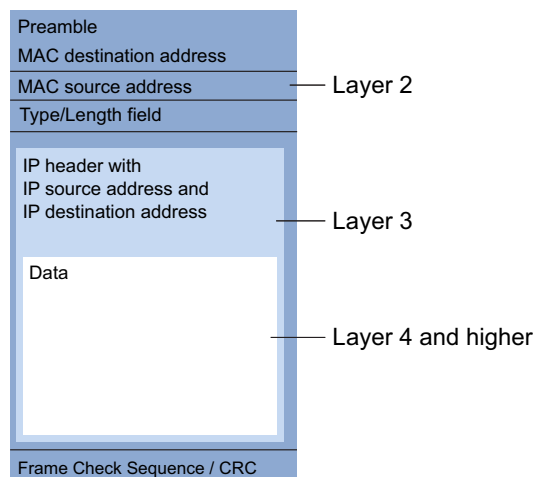 Preamble
MAC destination address
MAC source address
Layer 2
Type/Length field
IP header with
IP source address and
IP destination address
Layer 3
Data
Layer 4 and higher
Frame Check Sequence / CRC